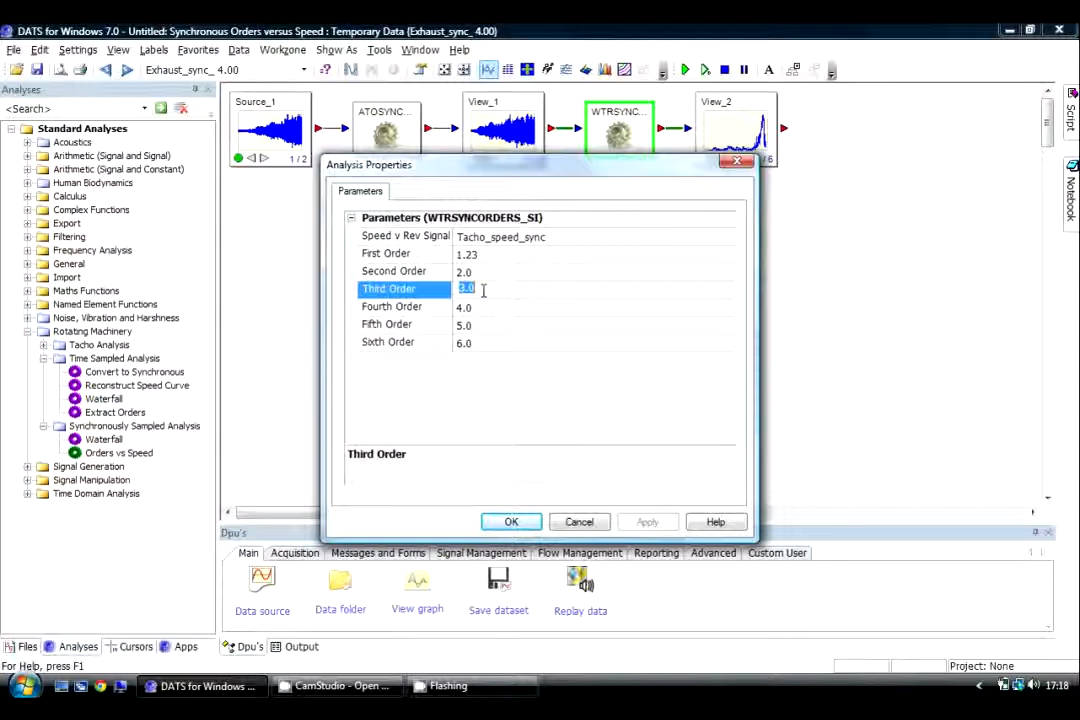 DATS for Windows 7.0 - Untitled: Synchronous Orders versus Speed : Temporary Data (Exhaust_sync_ 4.00)
File Edit Settings View Labels Favorites Data Workzone Show As Tools Window Help
Exhaust_sync_ 4.00
Analyses
<Search>
Standard Analyses
Acoustics
Arithmetic (Signal and Signal)
Arithmetic (Signal and Constant)
Human Biodynamics
Calculus
Complex Functions
Export
Filtering
Frequency Analysis
General
Import
Maths Functions
Named Element Functions
Noise, Vibration and Harshness
Rotating Machinery
Tacho Analysis
Time Sampled Analysis
Convert to Synchronous
Reconstruct Speed Curve
Waterfall
Extract Orders
Synchronously Sampled Analysis
Waterfall
Orders vs Speed
Signal Generation
Signal Manipulation
Time Domain Analysis
Source_1
1 / 2
ATOSYNC...
View_1
WTRSYNC...
View_2
/ 6
Script
Notebook
Analysis Properties
Parameters
Parameters (WTRSYNCORDERS_SI)
Speed v Rev Signal Tacho_speed_sync
First Order 1.23
Second Order 2.0
Third Order 3.0
Fourth Order 4.0
Fifth Order 5.0
Sixth Order 6.0
Third Order
OK Cancel Apply Help
Dpu's
Main Acquisition Messages and Forms Signal Management Flow Management Reporting Advanced Custom User
Data source Data folder View graph Save dataset Replay data
Files Analyses Cursors Apps Dpu's Output
For Help, press F1
Project: None
DATS for Windows ... CamStudio - Open ... Flashing 17:18